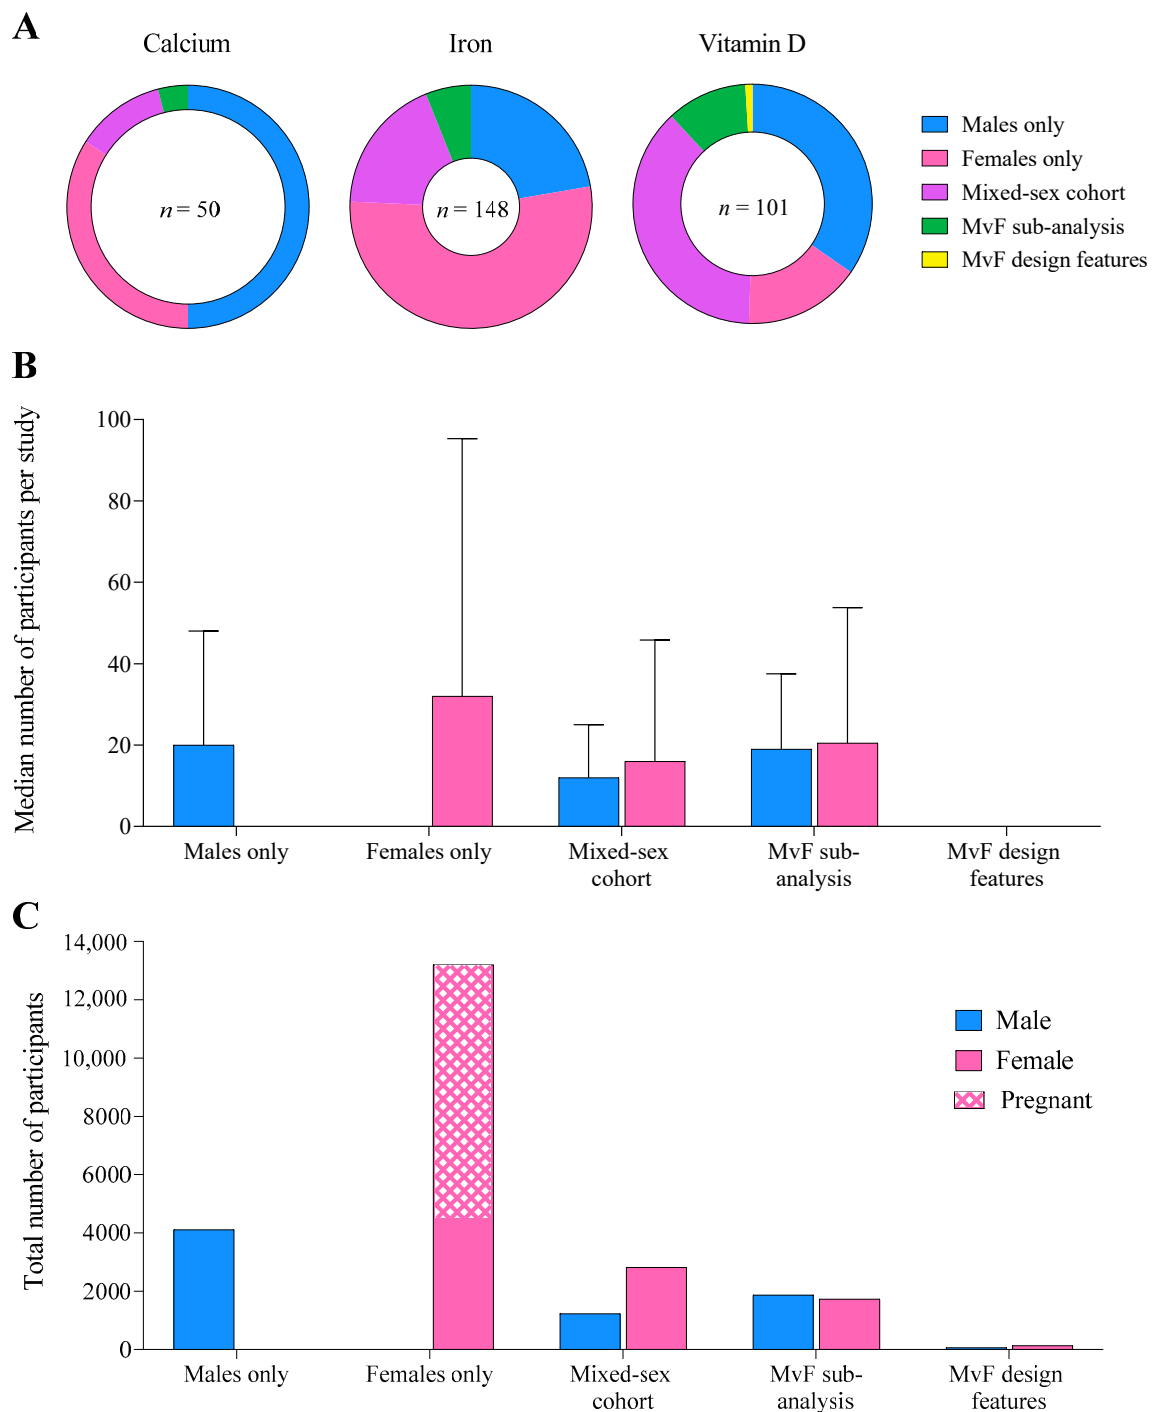 A
Calcium
Iron
Vitamin D
n = 50
n = 148
n = 101
Males only
Females only
Mixed-sex cohort
MvF sub-analysis
MvF design features
B
Median number of participants per study
100
80
60
40
20
0
Males only
Females only
Mixed-sex
cohort
MvF sub-
analysis
MvF design
features
C
Total number of participants
14,000
12,000
10,000
8000
6000
4000
2000
0
Male
Female
Pregnant
Males only
Females only
Mixed-sex
cohort
MvF sub-
analysis
MvF design
features